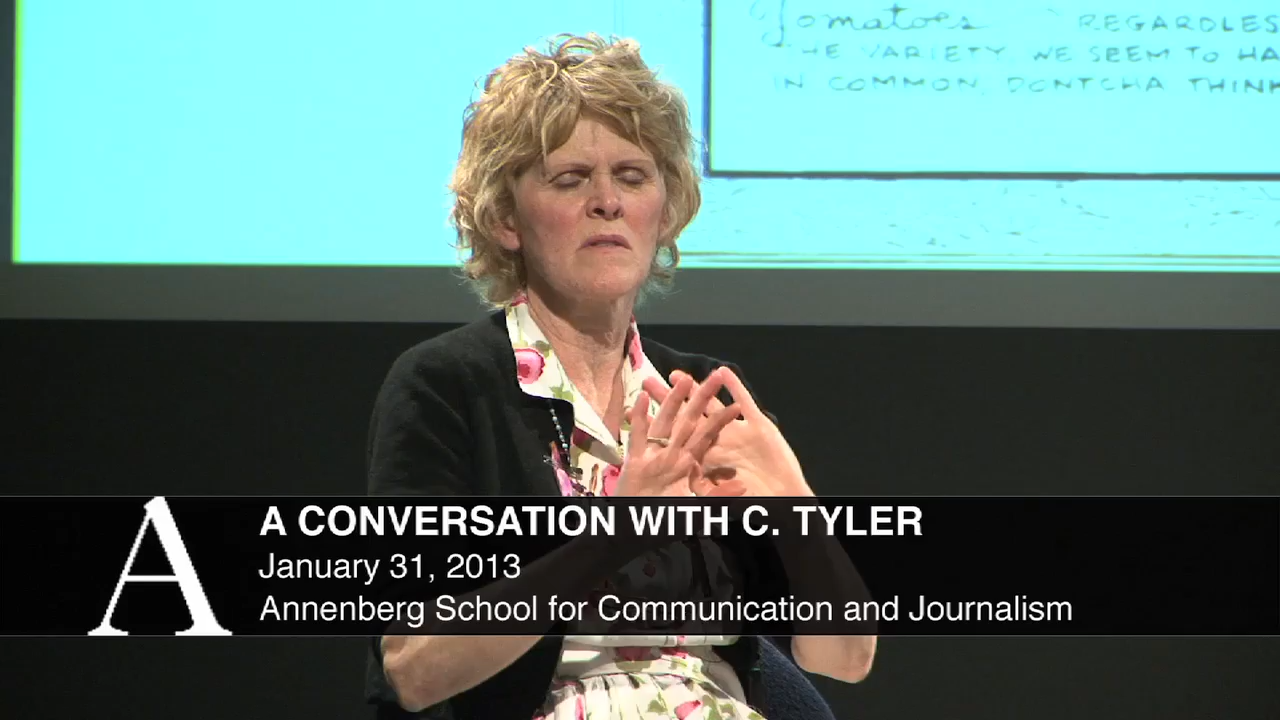 Tomatoes REGARDLES
THE VARIETY, WE SEEM TO HA
IN COMMON, DONTCHA THINK
A
A CONVERSATION WITH C. TYLER
January 31, 2013
Annenberg School for Communication and Journalism